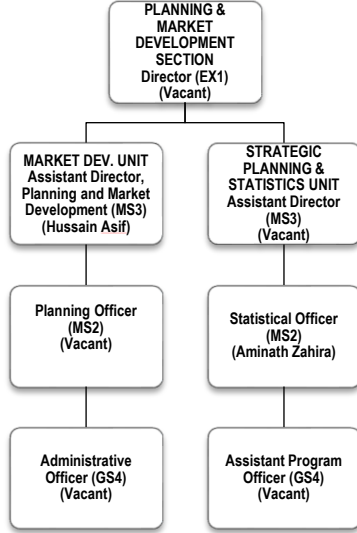 PLANNING &
MARKET
DEVELOPMENT
SECTION
Director (EX1)
(Vacant)
MARKET DEV. UNIT
Assistant Director,
Planning and Market
Development (MS3)
(Hussain Asif)
STRATEGIC
PLANNING &
STATISTICS UNIT
Assistant Director
(MS3)
(Vacant)
Planning Officer
(MS2)
(Vacant)
Statistical Officer
(MS2)
(Aminath Zahira)
Administrative
Officer (GS4)
(Vacant)
Assistant Program
Officer (GS4)
(Vacant)